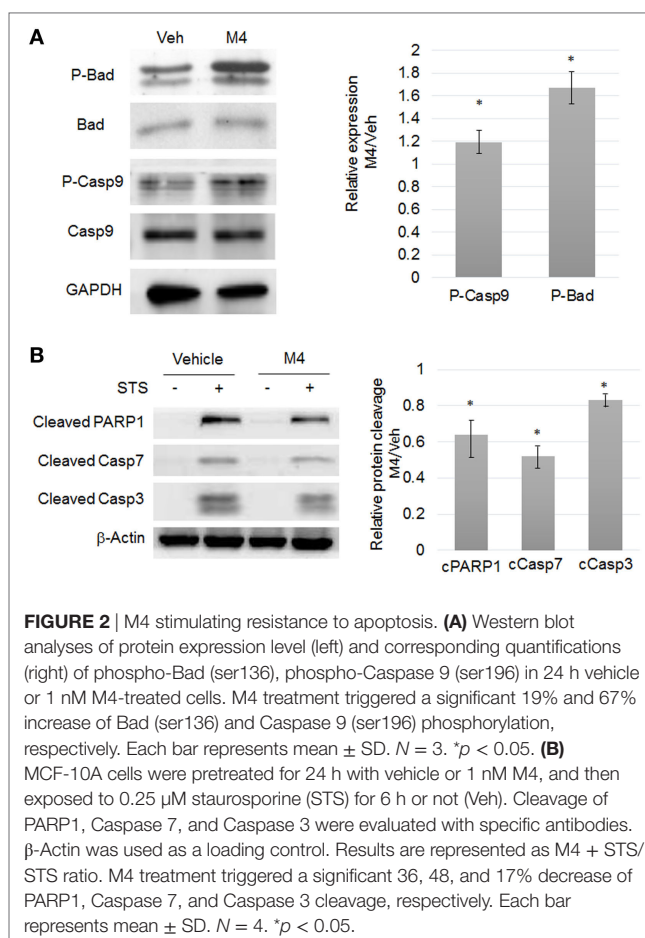 A
Veh M4
P-Bad
Bad
P-Casp9
Casp9
GAPDH
Relative expression
M4/Veh
2
1.8
1.6
1.4
1.2
1
0.8
0.6
0.4
0.2
0
*
*
P-Casp9 P-Bad
B
Vehicle M4
STS - + - +
Cleaved PARP1
Cleaved Casp7
Cleaved Casp3
β-Actin
Relative protein cleavage
M4/Veh
1
0.8
0.6
0.4
0.2
0
*
*
*
cPARP1 cCasp7 cCasp3
FIGURE 2 | M4 stimulating resistance to apoptosis. (A) Western blot
analyses of protein expression level (left) and corresponding quantifications
(right) of phospho-Bad (ser136), phospho-Caspase 9 (ser196) in 24 h vehicle
or 1 nM M4-treated cells. M4 treatment triggered a significant 19% and 67%
increase of Bad (ser136) and Caspase 9 (ser196) phosphorylation,
respectively. Each bar represents mean ± SD. N = 3. *p < 0.05. (B)
MCF-10A cells were pretreated for 24 h with vehicle or 1 nM M4, and then
exposed to 0.25 μM staurosporine (STS) for 6 h or not (Veh). Cleavage of
PARP1, Caspase 7, and Caspase 3 were evaluated with specific antibodies.
β-Actin was used as a loading control. Results are represented as M4 + STS/
STS ratio. M4 treatment triggered a significant 36, 48, and 17% decrease of
PARP1, Caspase 7, and Caspase 3 cleavage, respectively. Each bar
represents mean ± SD. N = 4. *p < 0.05.